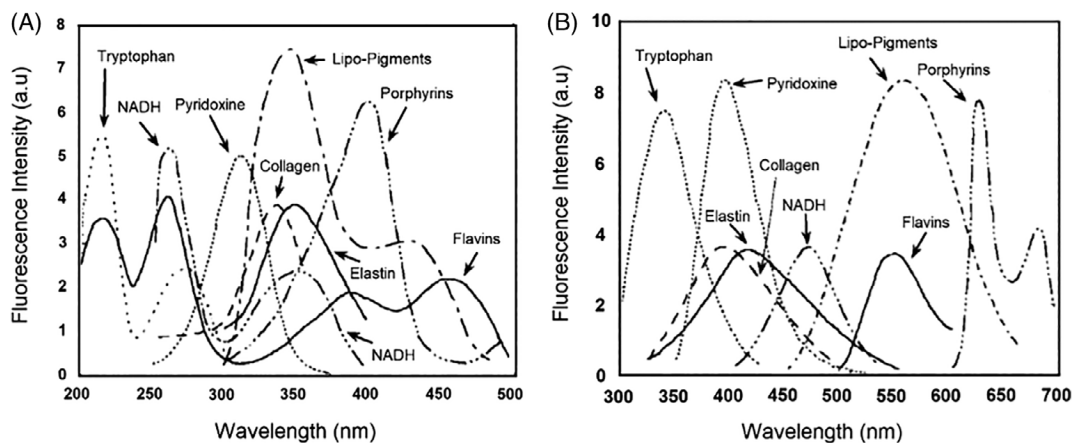 (A)
Fluorescence Intensity (a.u)
8
7
6
5
4
3
2
1
0
Tryptophan
NADH
Pyridoxine
Lipo-Pigments
Porphyrins
Collagen
Flavins
Elastin
NADH
200 250 300 350 400 450 500
Wavelength (nm)
(B)
Fluorescence Intensity (a.u)
10
8
6
4
2
0
Tryptophan
Lipo-Pigments
Porphyrins
Pyridoxine
Collagen
Elastin
NADH
Flavins
300 350 400 450 500 550 600 650 700
Wavelength (nm)